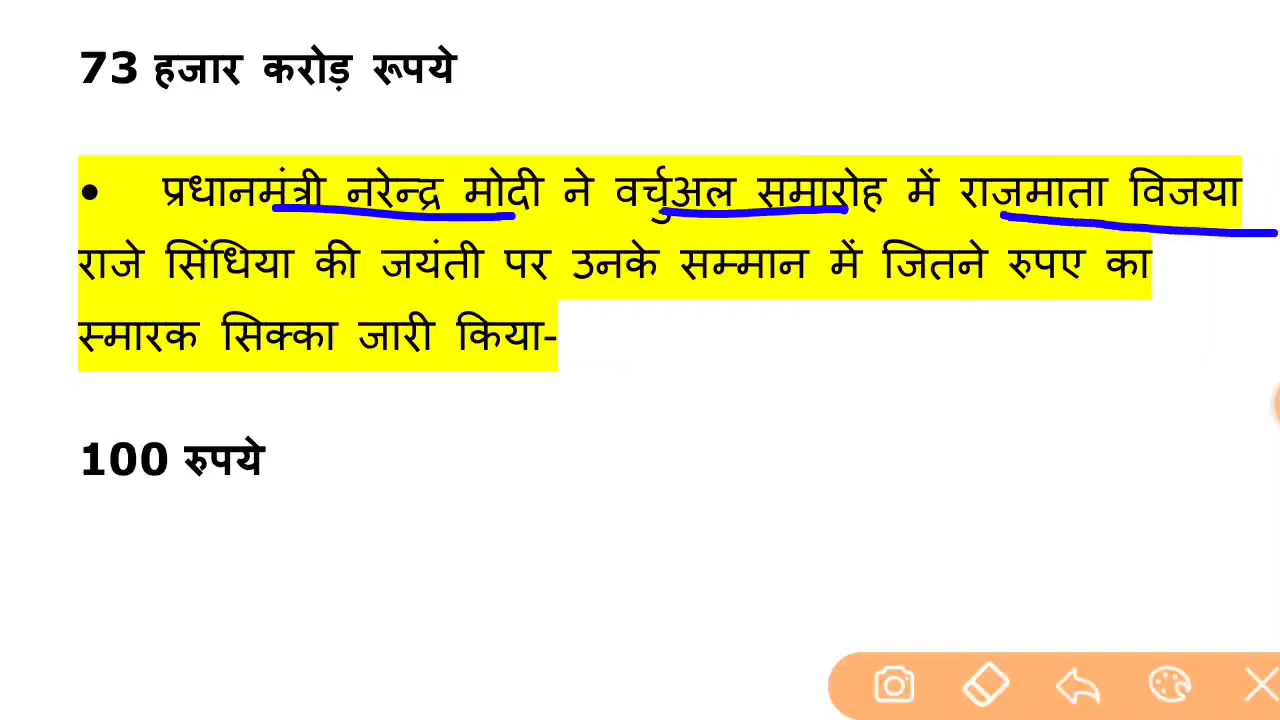 73 हजार करोड़ रूपये
• प्रधानमंत्री नरेन्द्र मोदी ने वर्चुअल समारोह में राजमाता विजया
राजे सिंधिया की जयंती पर उनके सम्मान में जितने रुपए का
स्मारक सिक्का जारी किया-
100 रुपये